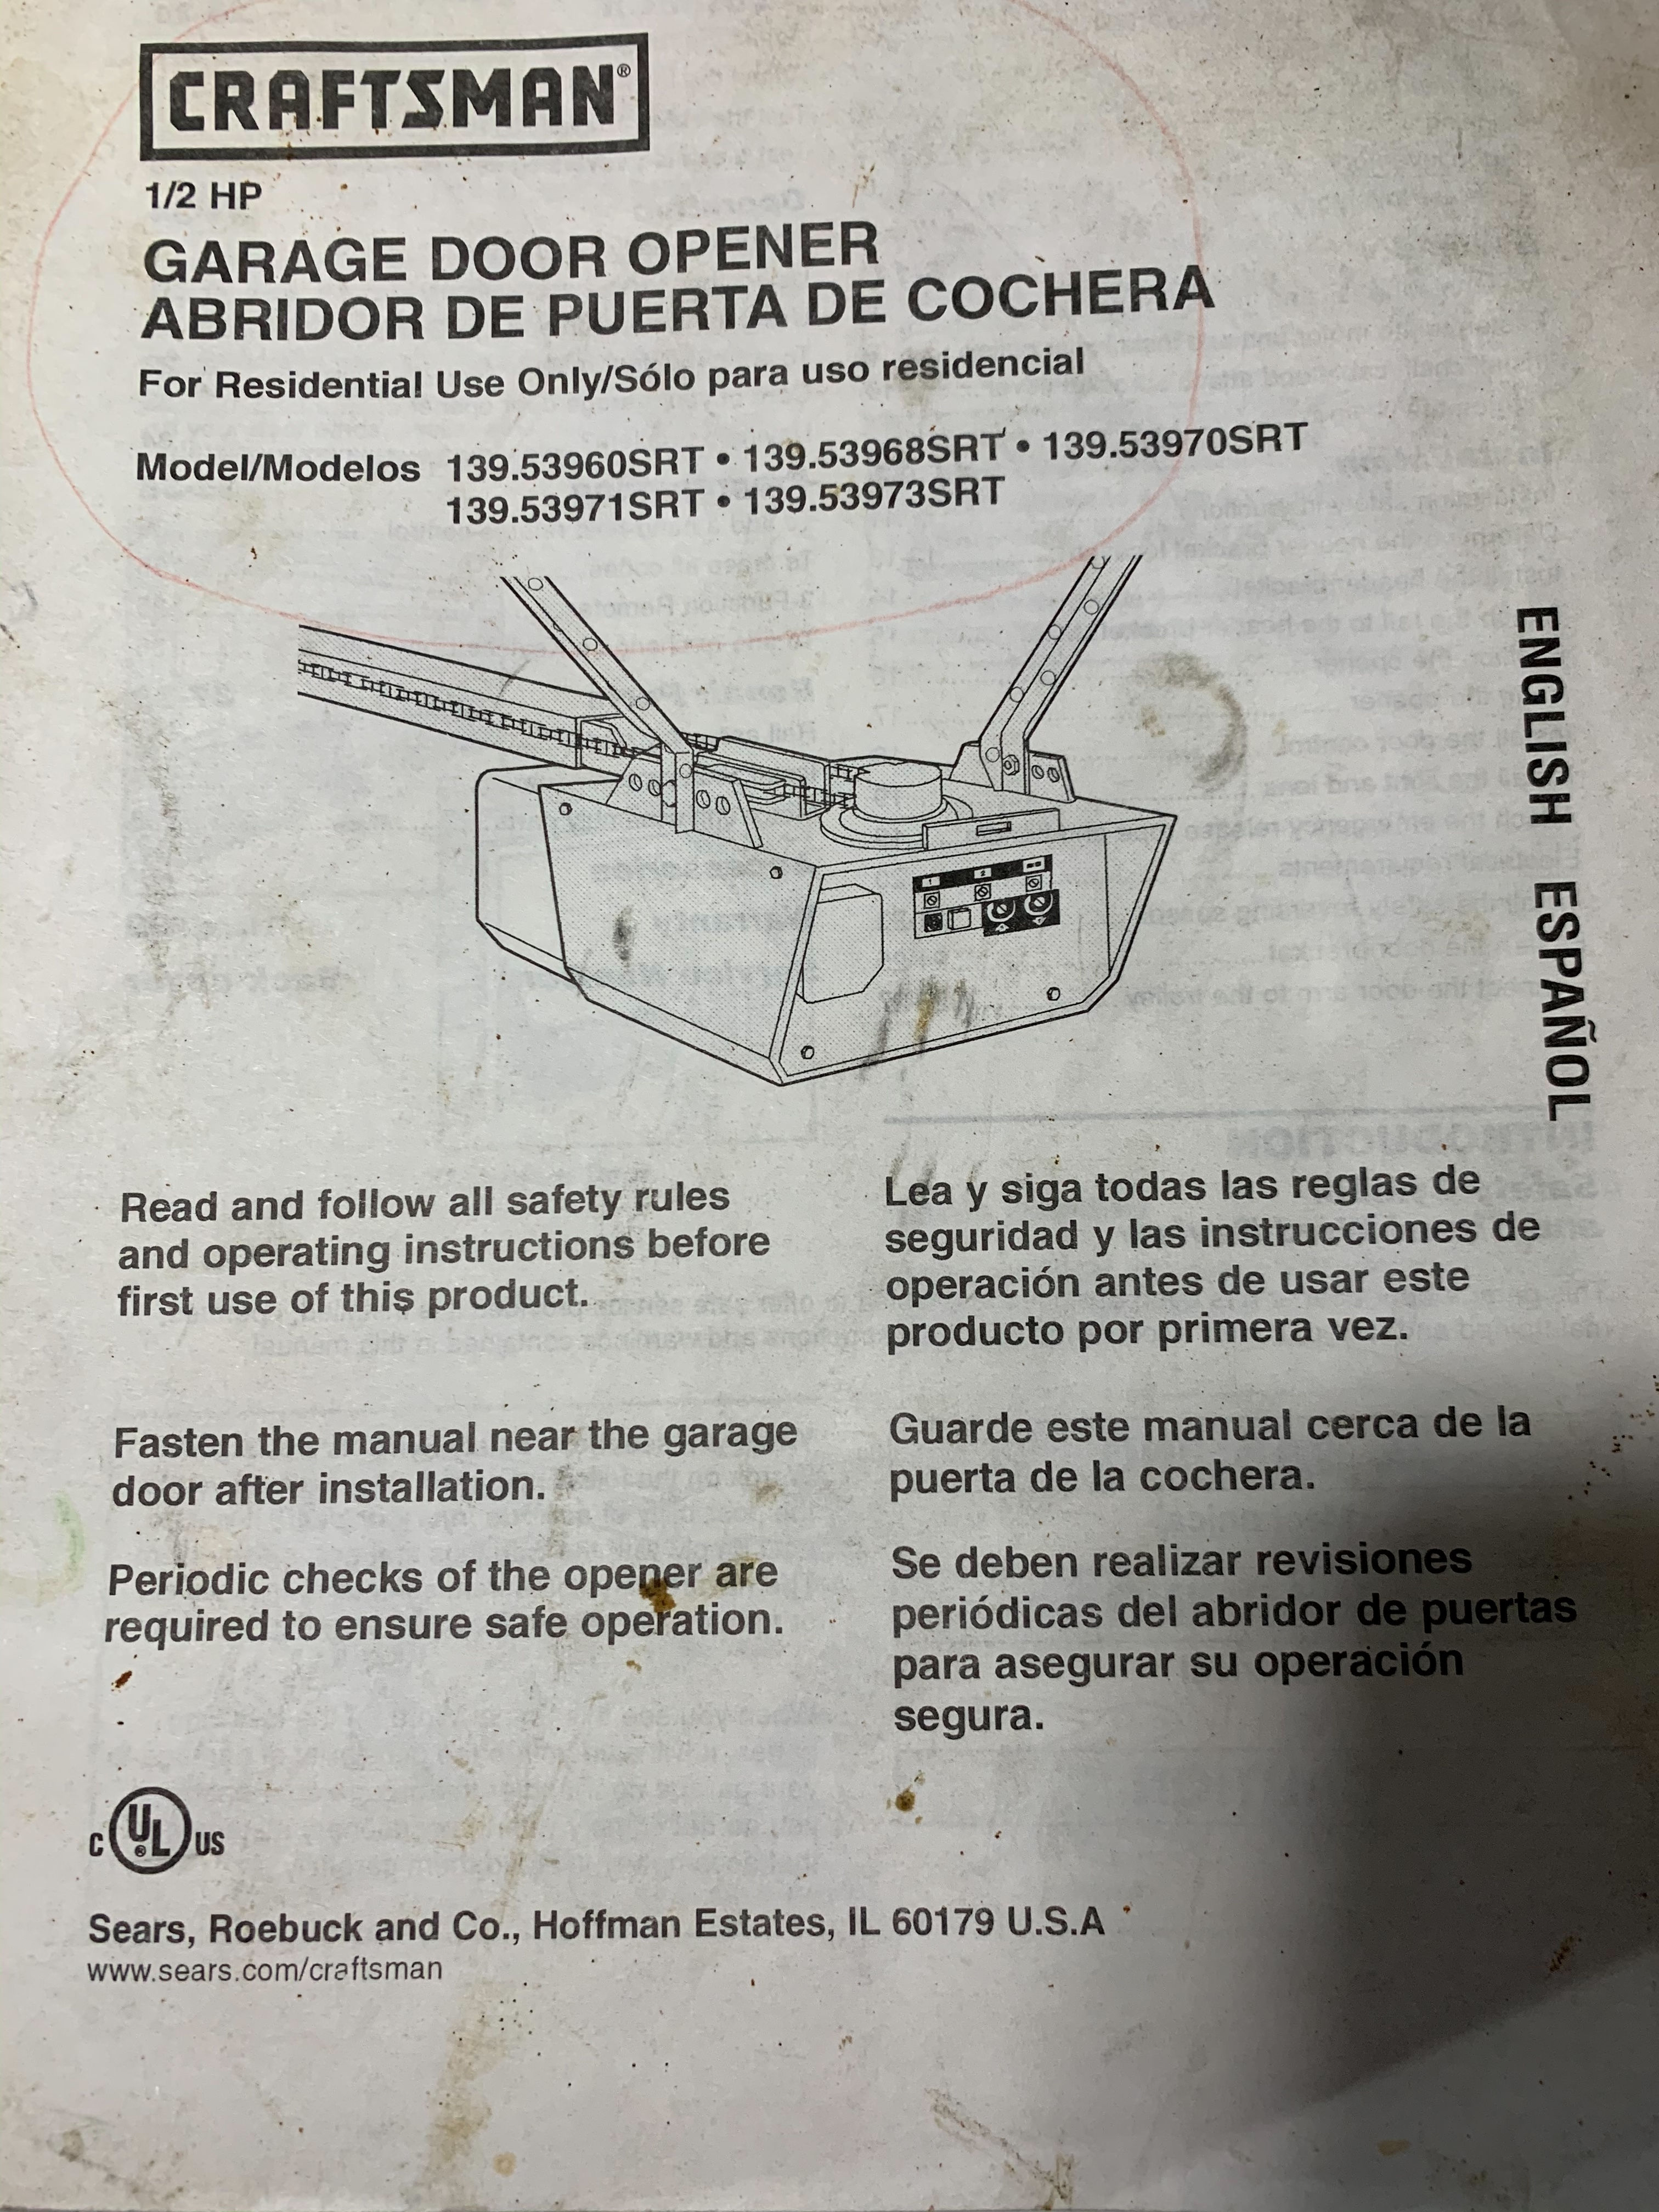 CRAFTSMAN®
1/2 HP
GARAGE DOOR OPENER
ABRIDOR DE PUERTA DE COCHERA
For Residential Use Only/Sólo para uso residencial
Model/Modelos 139.53960SRT • 139.53968SRT • 139.53970SRT
139.53971SRT • 139.53973SRT
ENGLISH ESPAÑOL
Read and follow all safety rules
and operating instructions before
first use of this product.
Fasten the manual near the garage
door after installation.
Periodic checks of the opener are
required to ensure safe operation.
Lea y siga todas las reglas de
seguridad y las instrucciones de
operación antes de usar este
producto por primera vez.
Guarde este manual cerca de la
puerta de la cochera.
Se deben realizar revisiones
periódicas del abridor de puertas
para asegurar su operación
segura.
C UL® US
Sears, Roebuck and Co., Hoffman Estates, IL 60179 U.S.A
www.sears.com/craftsman